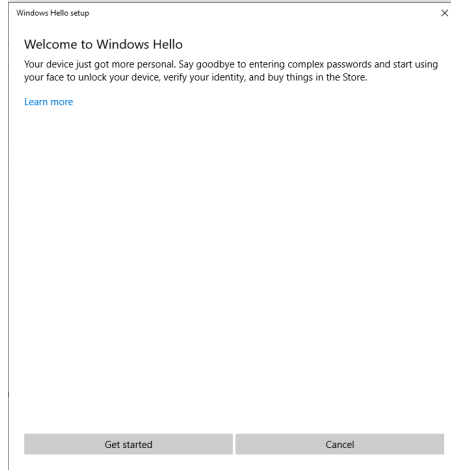 Windows Hello setup
Welcome to Windows Hello
Your device just got more personal. Say goodbye to entering complex passwords and start using
your face to unlock your device, verify your identity, and buy things in the Store.
Learn more
Get started
Cancel